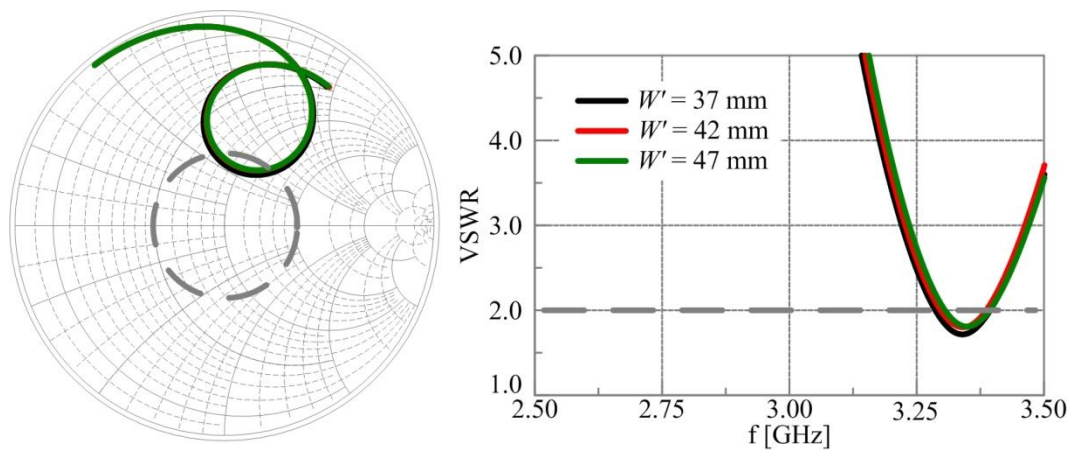 5.0
4.0
3.0
2.0
1.0
VSWR
W' = 37 mm
W' = 42 mm
W' = 47 mm
2.50 2.75 3.00 3.25 3.50
f [GHz]